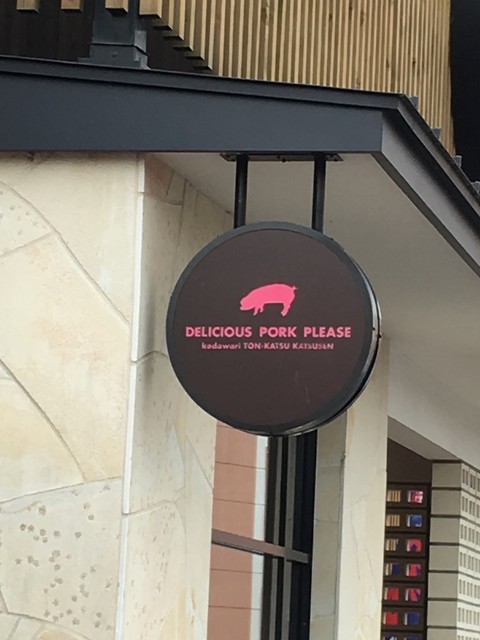 DELICIOUS PORK PLEASE
kodawari TON-KATSU KATSUSEN